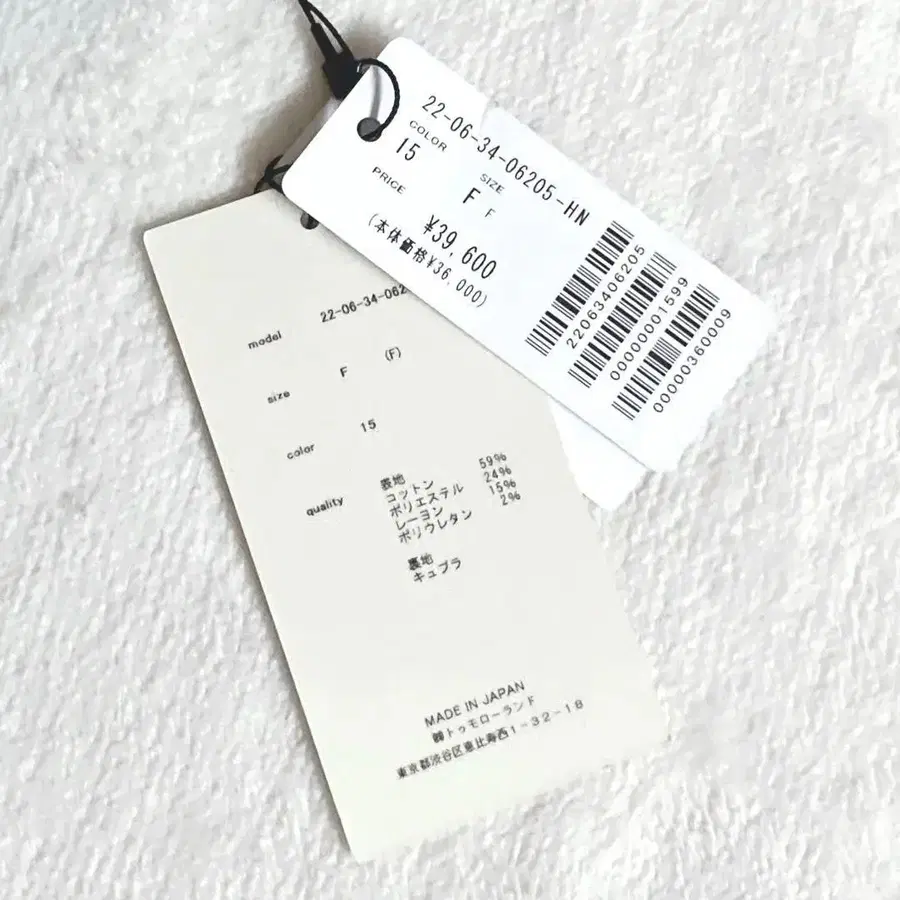 22-06-34-06205-HN
COLOR
15
SIZE
F F
PRICE
¥39,600
(本体価格¥36,000)
22063406205
00000001599
00000360009
model 22-06-34-062
size F (F)
color 15
quality 表地
コットン 59%
ポリエステル 24%
レーヨン 15%
ポリウレタン 2%
裏地
キュプラ
MADE IN JAPAN
㈱トゥモローランド
東京都渋谷区恵比寿西1-32-18